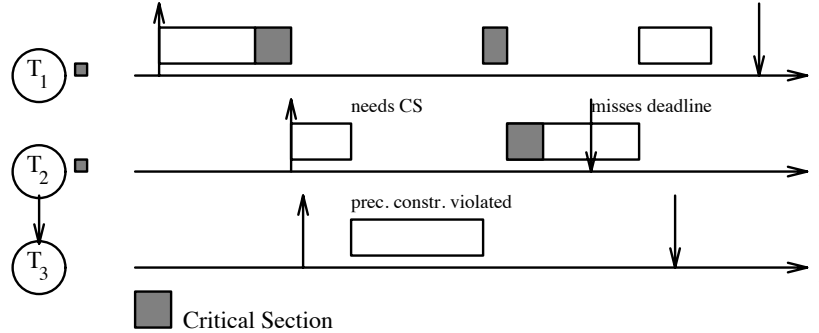 T1
needs CS
misses deadline
T2
prec. constr. violated
T3
Critical Section